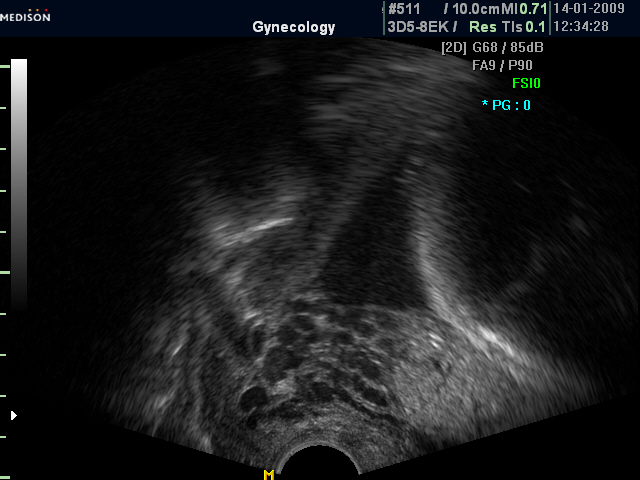 MEDISON
#511 / 10.0cm MI 0.71 14-01-2009
Gynecology 3D5-8EK / Res TIs 0.1 12:34:28
[2D] G68 / 85dB
FA9 / P90
FSI0
* PG : 0
M